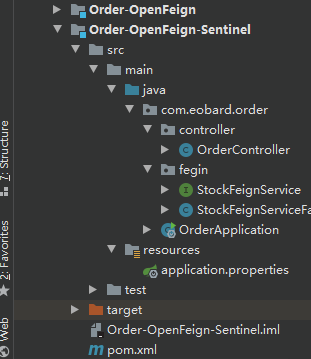 Order-OpenFeign
Order-OpenFeign-Sentinel
src
main
java
com.eobard.order
controller
OrderController
fegin
StockFeignService
StockFeignServiceFa
OrderApplication
resources
application.properties
test
target
Order-OpenFeign-Sentinel.iml
pom.xml
7: Structure
2: Favorites
Web